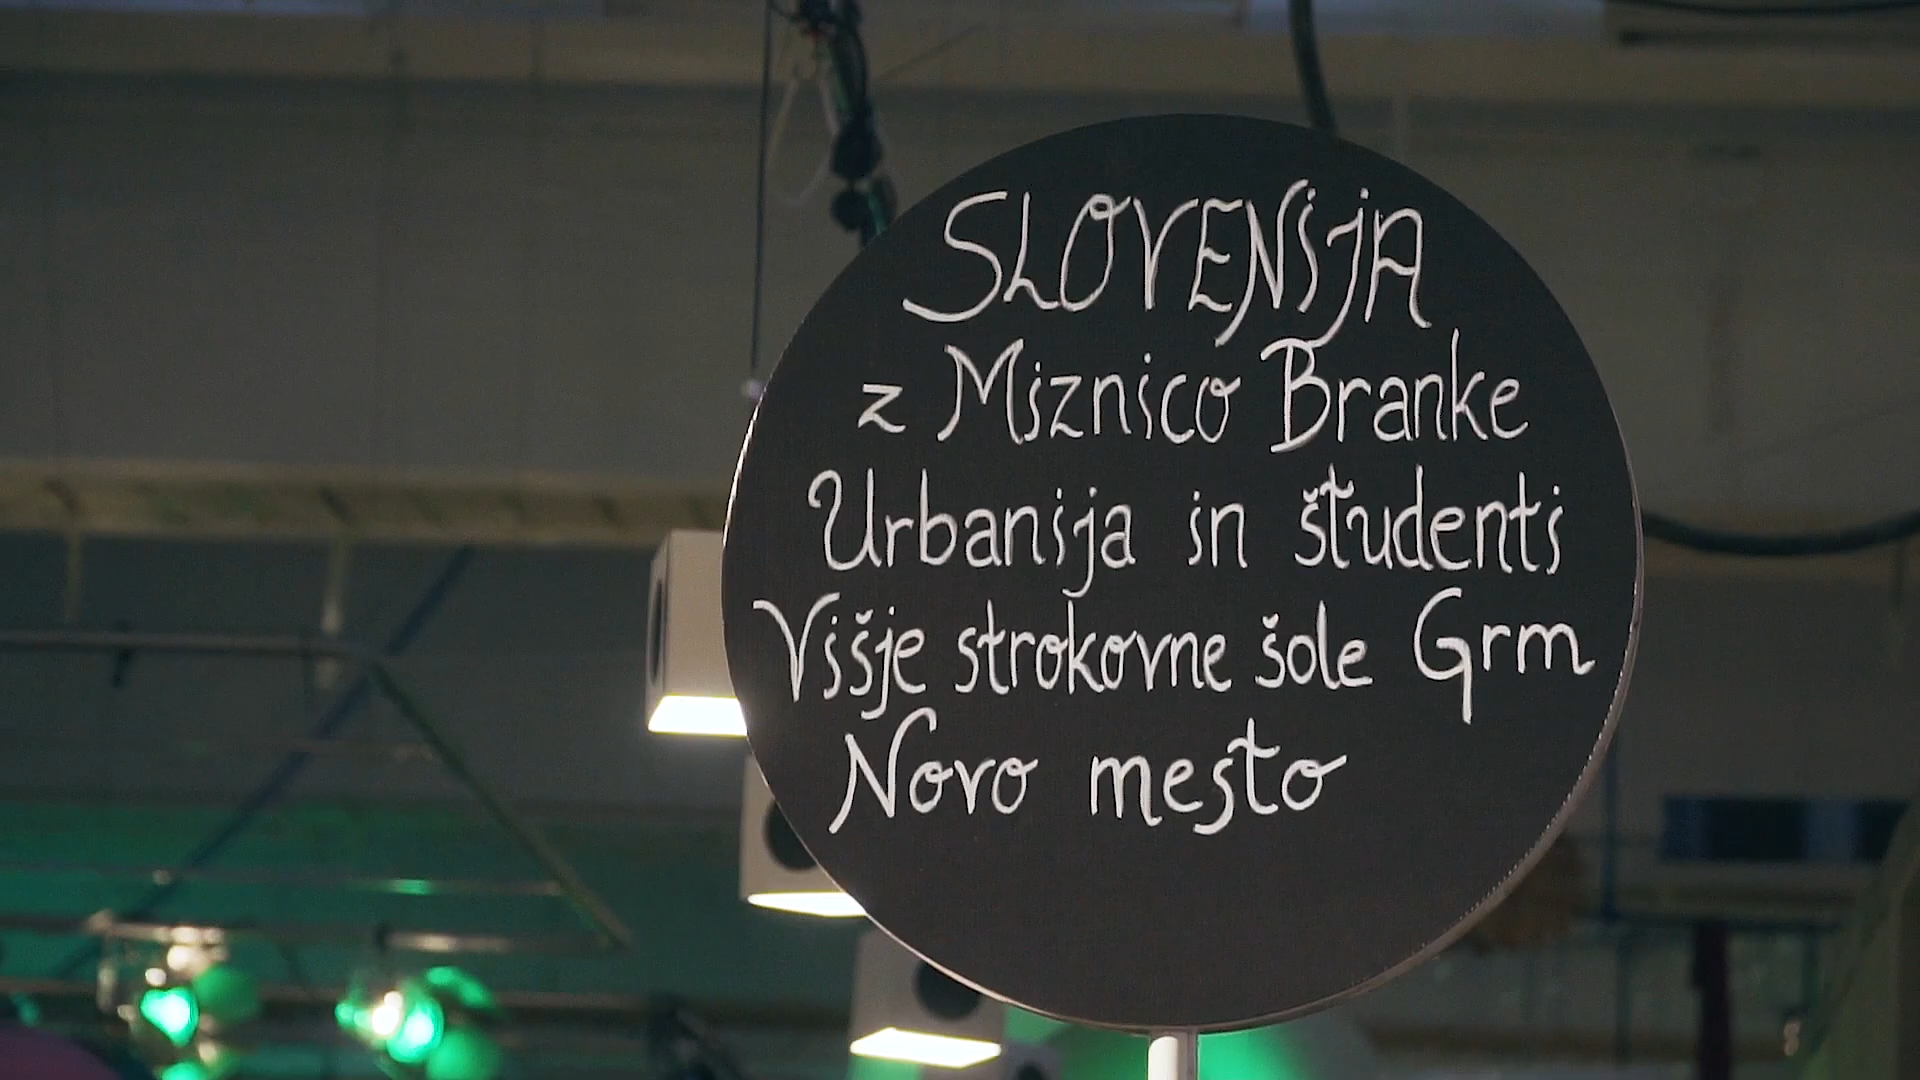 SLOVENiJA
z Miznico Branke
Urbanija in študenti
Višje strokovne šole Grm
Novo mesto